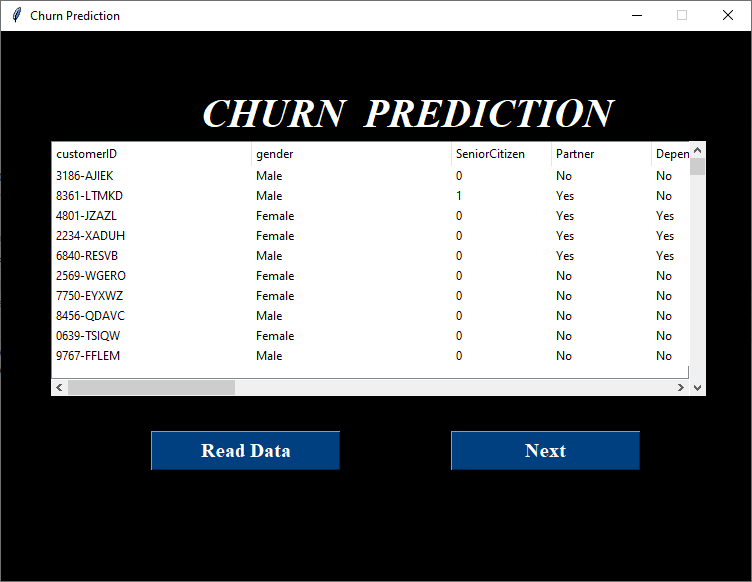 Churn Prediction
CHURN PREDICTION
customerID gender SeniorCitizen Partner Depen
3186-AJIEK Male 0 No No
8361-LTMKD Male 1 Yes No
4801-JZAZL Female 0 Yes Yes
2234-XADUH Female 0 Yes Yes
6840-RESVB Male 0 Yes Yes
2569-WGERO Female 0 No No
7750-EYXWZ Female 0 No No
8456-QDAVC Male 0 No No
0639-TSIQW Female 0 No No
9767-FFLEM Male 0 No No
Read Data Next